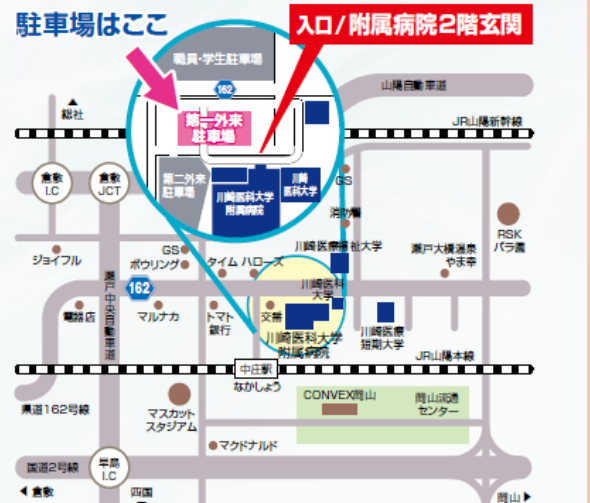 駐車場はここ
入口/附属病院2階玄関
職員・学生駐車場
162
山陽自動車道
総社
JR山陽新幹線
第一外来
駐車場
倉敷
I.C
倉敷
JCT
第二外来
駐車場
川崎医科大学
附属病院
川崎
医科大学
GS
消防署
RSK
バラ園
川崎医療福祉大学
瀬戸大橋温泉
やま幸
ジョイフル
GS
ボウリング
タイム
ハローズ
瀬戸中央自動車道
162
川崎医科
大学
電器店
マルナカ
トマト
銀行
交番
川崎医科大学
附属病院
川崎医療
短期大学
JR山陽本線
中庄駅
なかしょう
県道162号線
マスカット
スタジアム
CONVEX岡山
岡山流通
センター
マクドナルド
国道2号線
早島
I.C
倉敷
四国
岡山